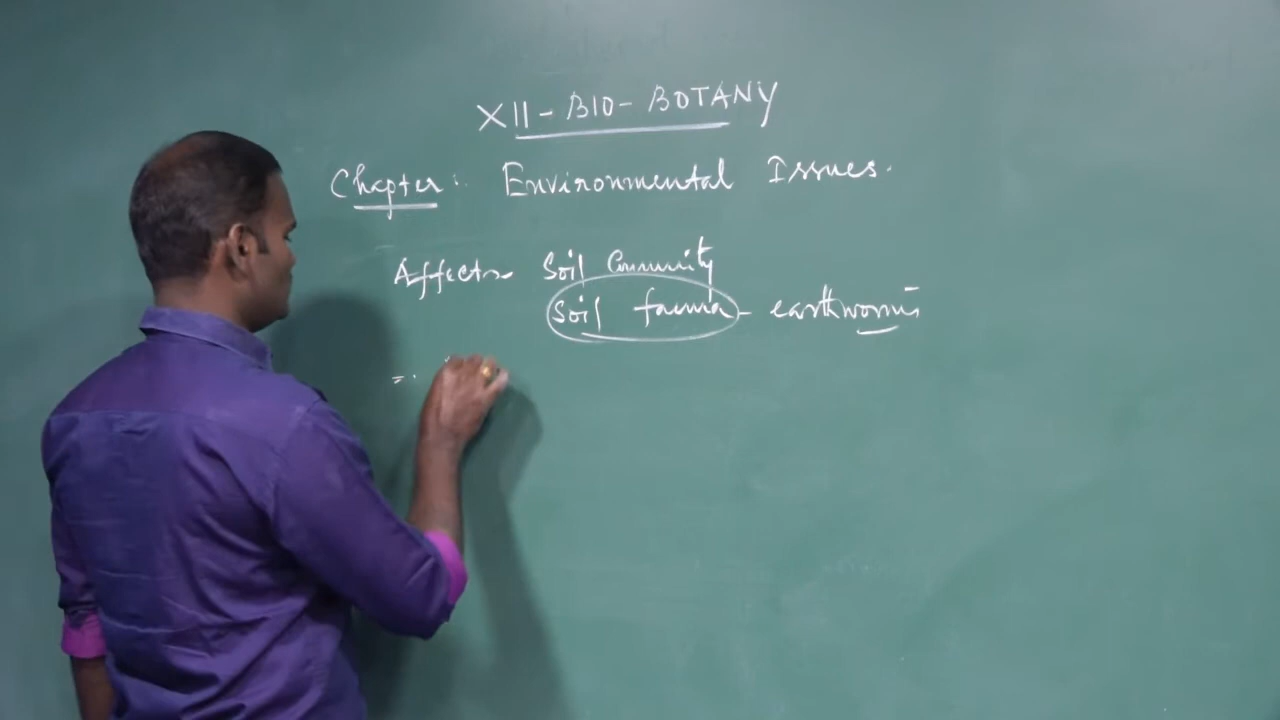 XII - BIO - BOTANY
Chapter: Environmental Issues.
Affects Soil Community
Soil fauna - earthworms
=